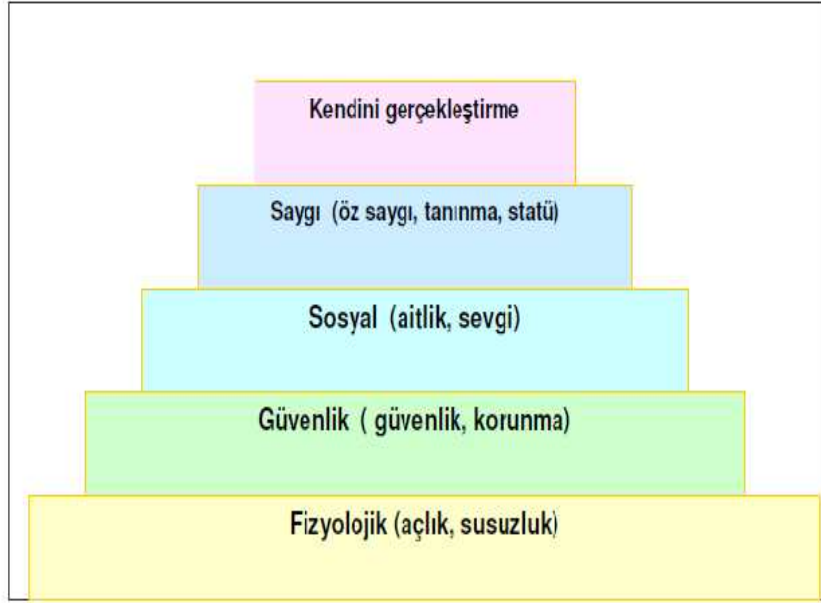 Kendini gerçekleştirme
Saygı (öz saygı, tanınma, statü)
Sosyal (aitlik, sevgi)
Güvenlik ( güvenlik, korunma)
Fizyolojik (açlık, susuzluk)